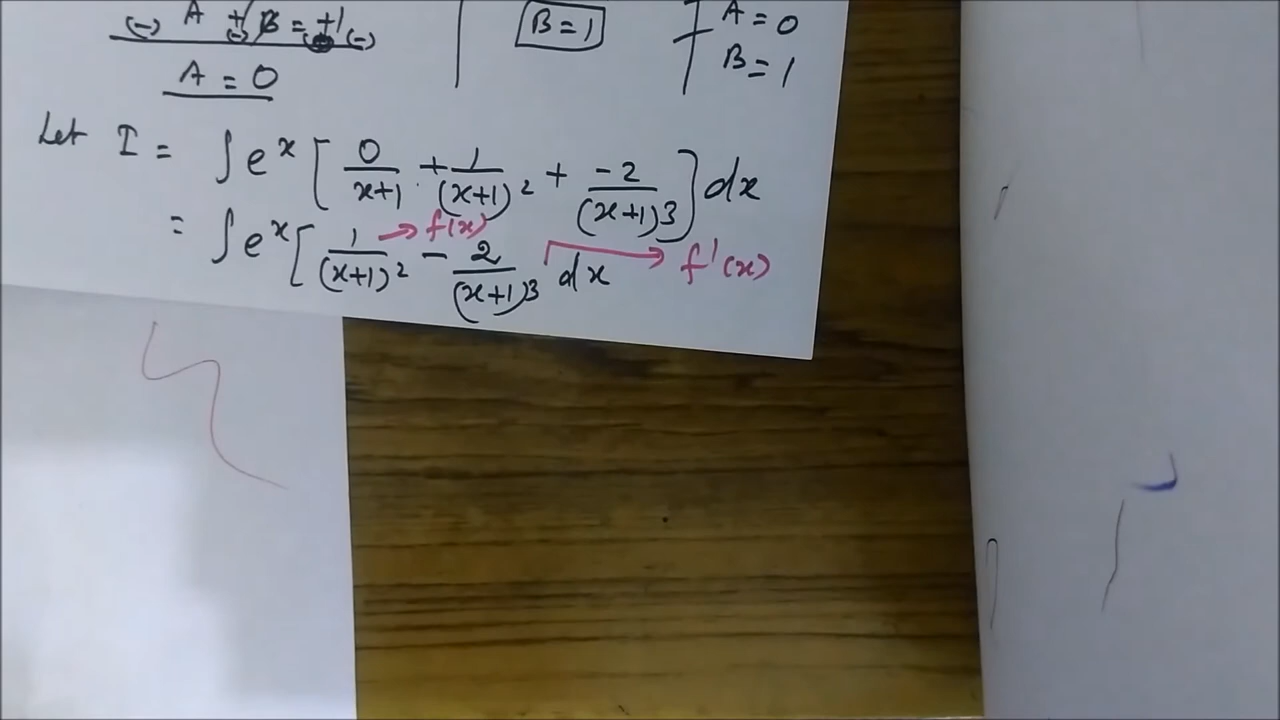 (-) A +/ B = +1 (-)
(-) (-)
A = 0
B = 1
A = 0
B = 1
Let I = ∫ e^x [ 0/(x+1) + 1/(x+1)^2 + -2/(x+1)^3 ] dx
= ∫ e^x [ 1/(x+1)^2 → f(x) - 2/(x+1)^3 dx → f'(x)